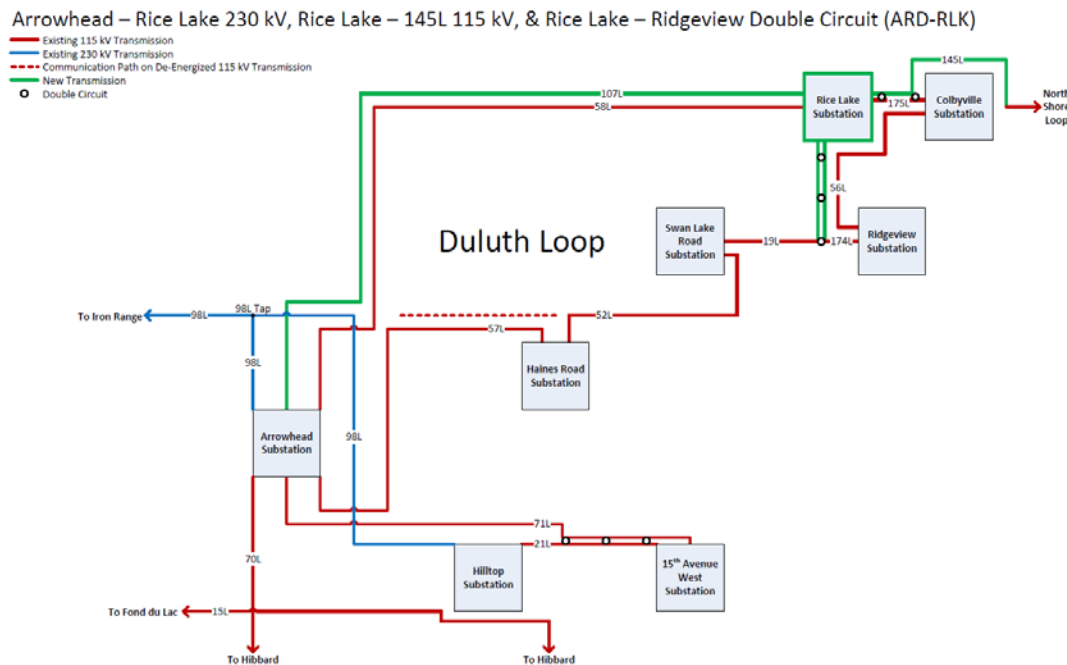 Arrowhead – Rice Lake 230 kV, Rice Lake – 145L 115 kV, & Rice Lake – Ridgeview Double Circuit (ARD-RLK)
Existing 115 kV Transmission
Existing 230 kV Transmission
Communication Path on De-Energized 115 kV Transmission
New Transmission
Double Circuit
145L
107L
58L
Rice Lake
Substation
175L
Colbyville
Substation
North
Shore
Loop
56L
Duluth Loop
Swan Lake
Road
Substation
19L
174L
Ridgeview
Substation
98L Tap
To Iron Range
98L
52L
57L
98L
Haines Road
Substation
Arrowhead
Substation
98L
71L
21L
70L
Hilltop
Substation
15th Avenue
West
Substation
To Fond du Lac
15L
To Hibbard
To Hibbard